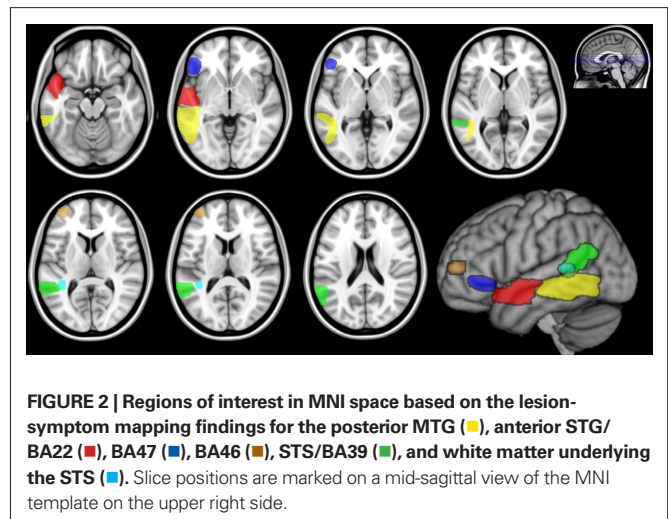 FIGURE 2 | Regions of interest in MNI space based on the lesion-
symptom mapping findings for the posterior MTG (■), anterior STG/
BA22 (■), BA47 (■), BA46 (■), STS/BA39 (■), and white matter underlying
the STS (■). Slice positions are marked on a mid-sagittal view of the MNI
template on the upper right side.